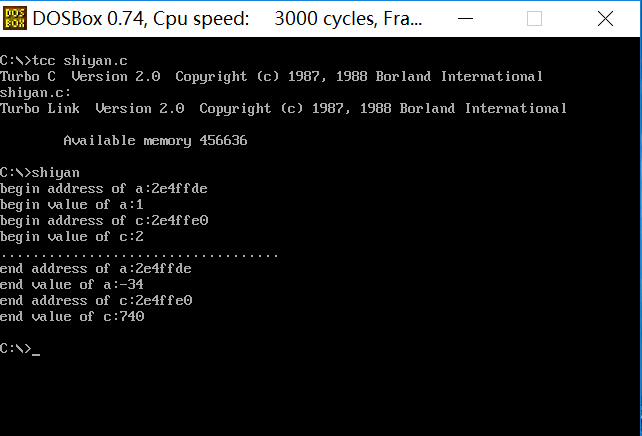 DOS BOX DOSBox 0.74, Cpu speed: 3000 cycles, Fra...
C:\>tcc shiyan.c
Turbo C Version 2.0 Copyright (c) 1987, 1988 Borland International
shiyan.c:
Turbo Link Version 2.0 Copyright (c) 1987, 1988 Borland International
Available memory 456636
C:\>shiyan
begin address of a:2e4ffde
begin value of a:1
begin address of c:2e4ffe0
begin value of c:2
...................................
end address of a:2e4ffde
end value of a:-34
end address of c:2e4ffe0
end value of c:740
C:\>_